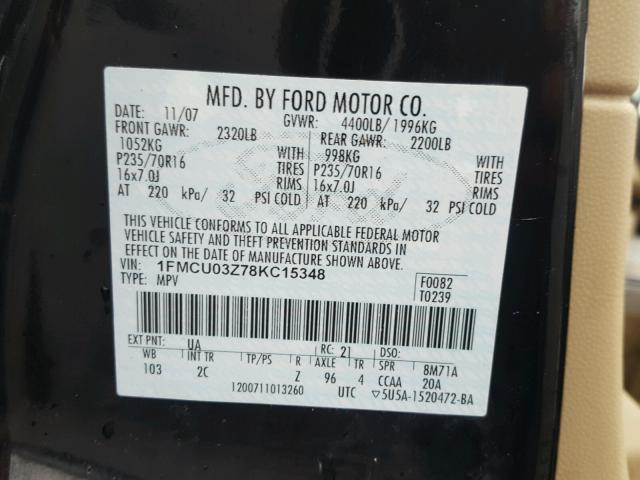 MFD. BY FORD MOTOR CO.
DATE: 11/07 GVWR: 4400LB/1996KG
FRONT GAWR: 2320LB REAR GAWR: 2200LB
1052KG WITH 998KG WITH
P235/70R16 TIRES P235/70R16 TIRES
16x7.0J RIMS 16x7.0J RIMS
AT 220 kPa/ 32 PSI COLD AT 220 kPa/ 32 PSI COLD
THIS VEHICLE CONFORMS TO ALL APPLICABLE FEDERAL MOTOR
VEHICLE SAFETY AND THEFT PREVENTION STANDARDS IN
EFFECT ON THE DATE OF MANUFACTURE SHOWN ABOVE.
VIN: 1FMCU03Z78KC15348 F0082
TYPE: MPV T0239
EXT PNT: UA RC: 21 DSO:
WB INT TR TP/PS R AXLE TR SPR 8M71A
103 2C Z 96 4 CCAA 20A
1200711013260 UTC ▽5U5A-1520472-BA